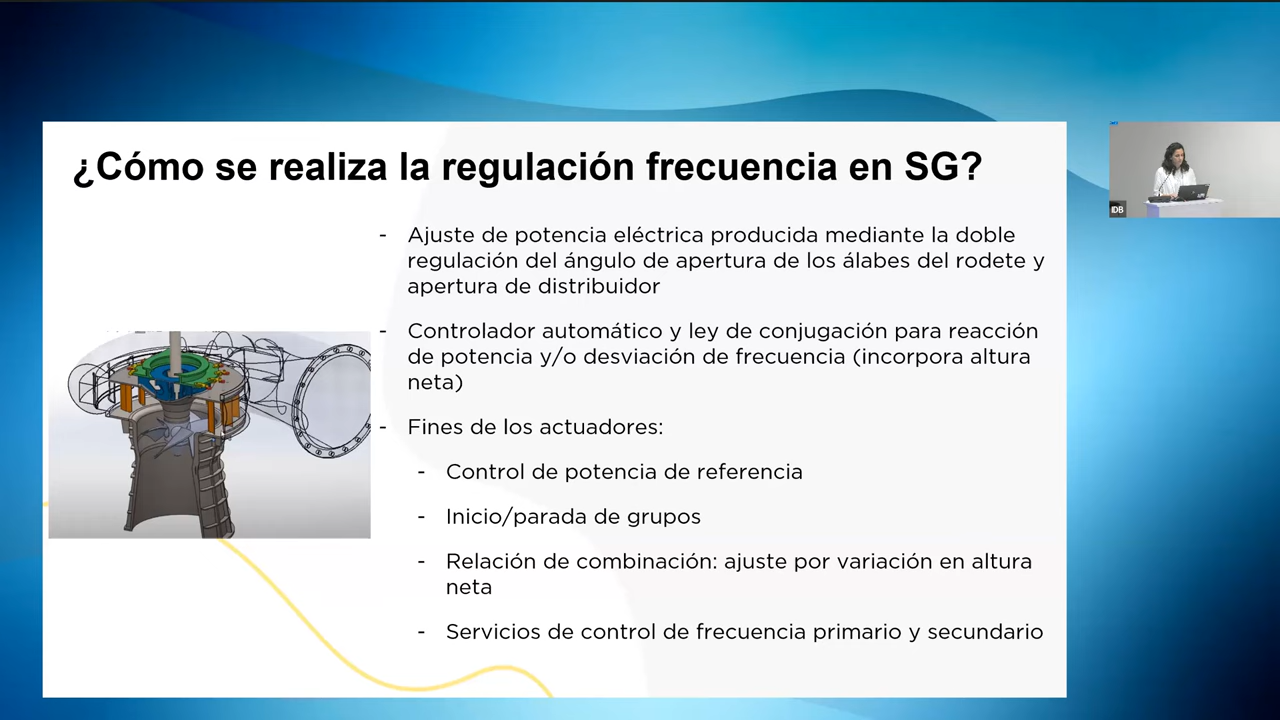 ¿Cómo se realiza la regulación frecuencia en SG?
- Ajuste de potencia eléctrica producida mediante la doble
regulación del ángulo de apertura de los álabes del rodete y
apertura de distribuidor
- Controlador automático y ley de conjugación para reacción
de potencia y/o desviación de frecuencia (incorpora altura
neta)
- Fines de los actuadores:
- Control de potencia de referencia
- Inicio/parada de grupos
- Relación de combinación: ajuste por variación en altura
neta
- Servicios de control de frecuencia primario y secundario
IDB